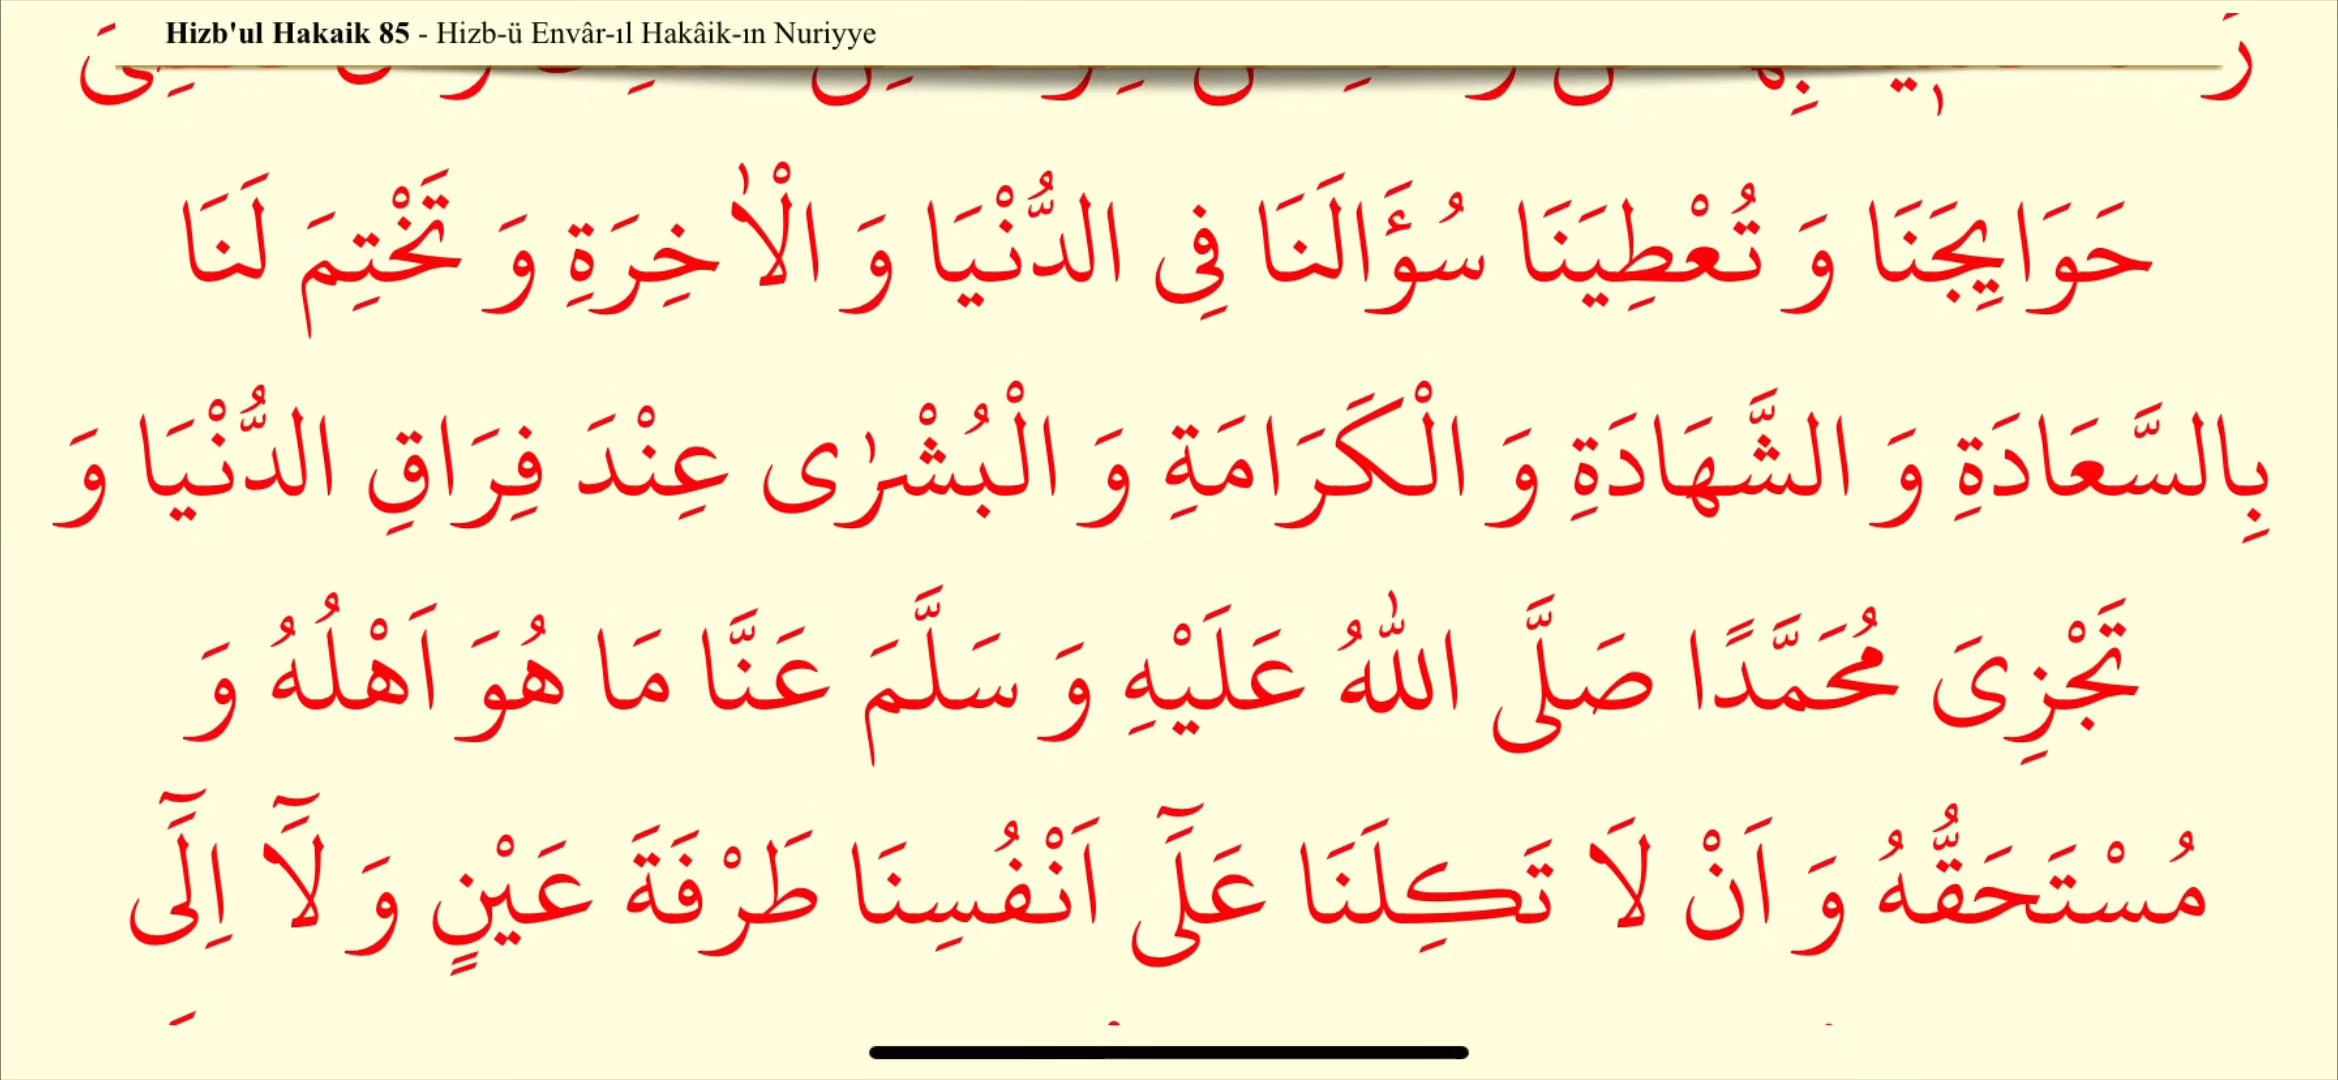 Hizb'ul Hakaik 85 - Hizb-ü Envâr-ıl Hakâik-ın Nuriyye
حَوَايِجَنَا وَ تُعْطِيَنَا سُؤَالَنَا فِى الدُّنْيَا وَ الْاٰخِرَةِ وَ تَخْتِمَ لَنَا
بِالسَّعَادَةِ وَ الشَّهَادَةِ وَ الْكَرَامَةِ وَ الْبُشْرٰى عِنْدَ فِرَاقِ الدُّنْيَا وَ
تَجْزِىَ مُحَمَّدًا صَلَّى اللّٰهُ عَلَيْهِ وَ سَلَّمَ عَنَّا مَا هُوَ اَهْلُهُ وَ
مُسْتَحَقُّهُ وَ اَنْ لَا تَكِلَنَا عَلَٓى اَنْفُسِنَا طَرْفَةَ عَيْنٍ وَ لَٓا اِلَٓى